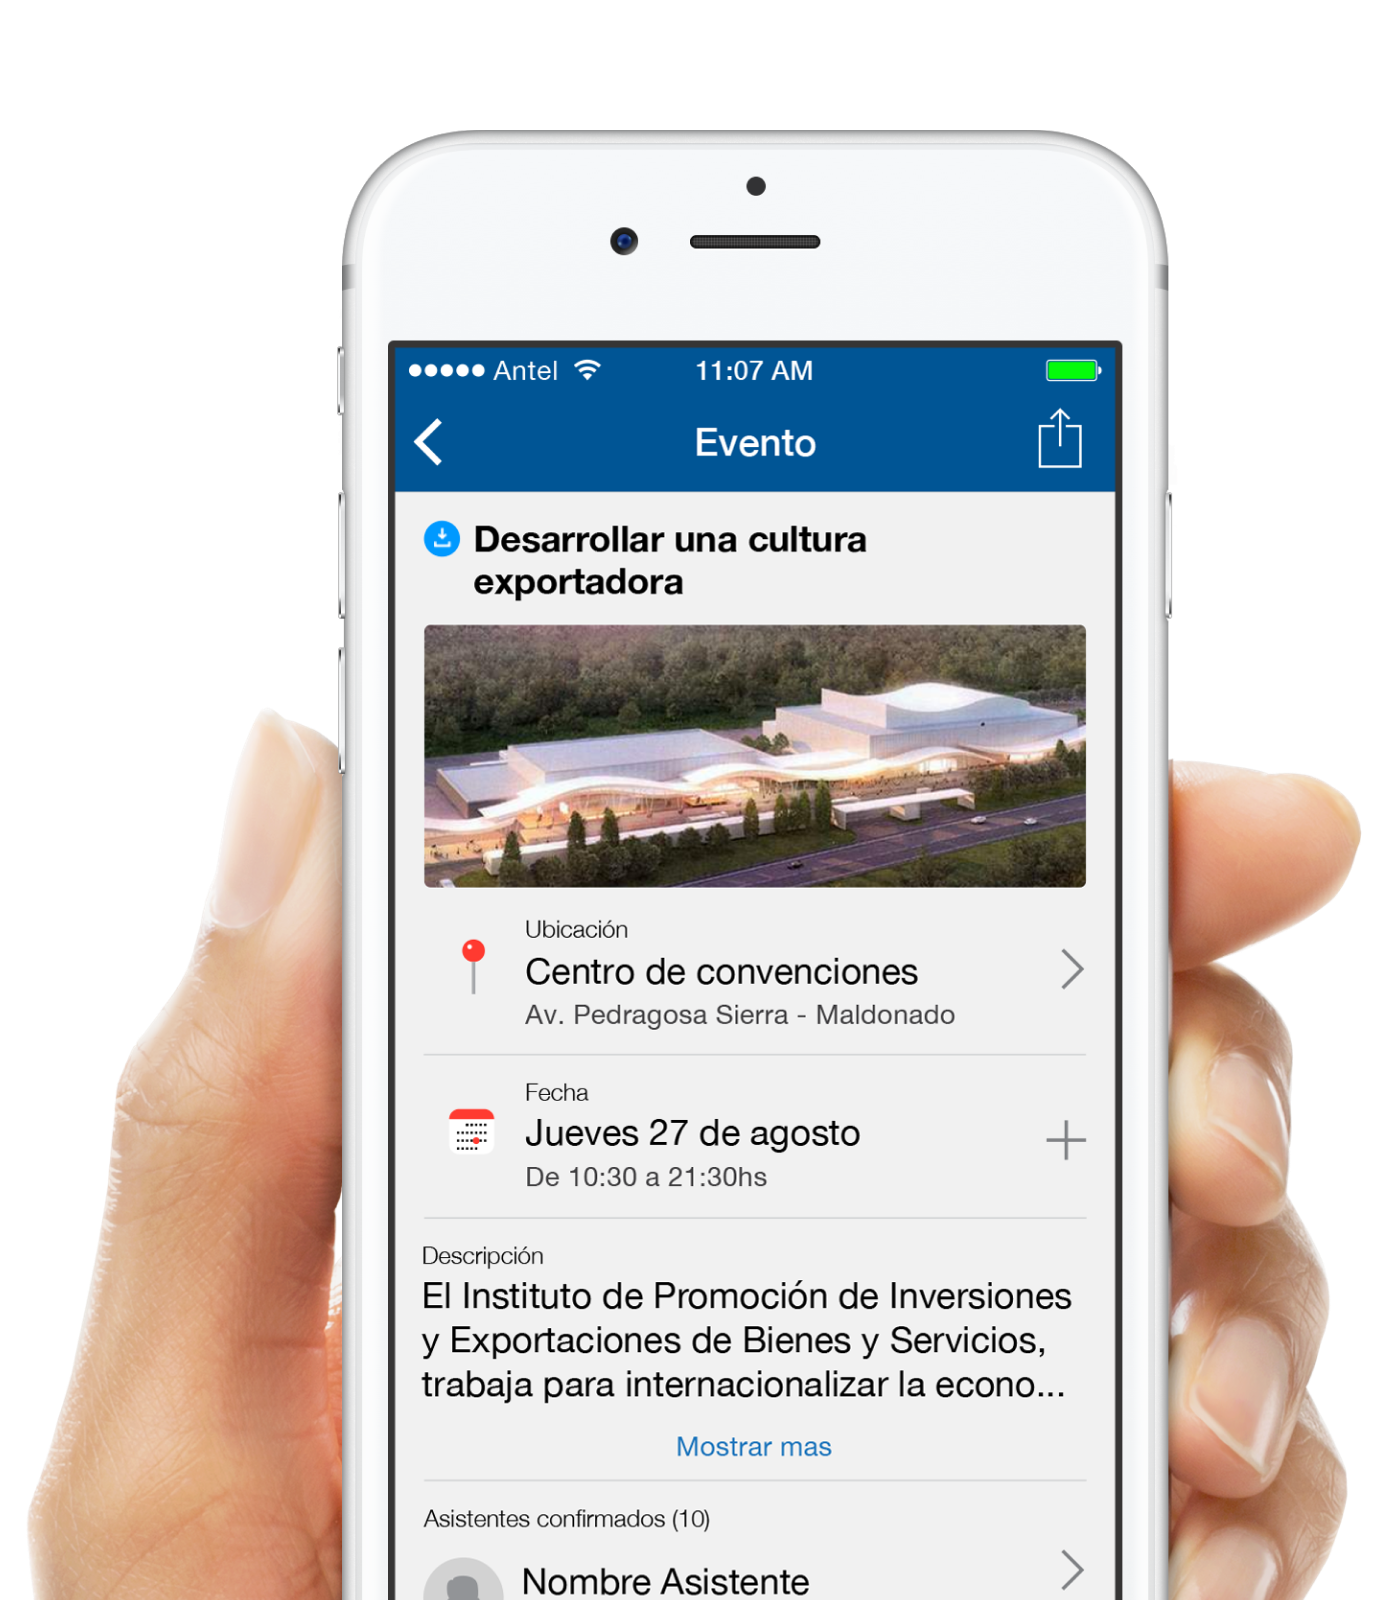 Antel 11:07 AM
Evento
Desarrollar una cultura
exportadora
Ubicación
Centro de convenciones
Av. Pedragosa Sierra - Maldonado
Fecha
Jueves 27 de agosto
De 10:30 a 21:30hs
Descripción
El Instituto de Promoción de Inversiones
y Exportaciones de Bienes y Servicios,
trabaja para internacionalizar la econo...
Mostrar mas
Asistentes confirmados (10)
Nombre Asistente